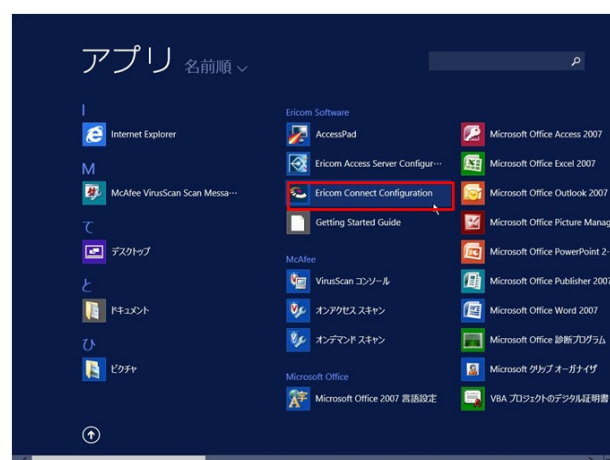 アプリ 名前順
I
Internet Explorer
M
McAfee VirusScan Scan Messa…
て
デスクトップ
と
ドキュメント
ひ
ピクチャ
Ericom Software
AccessPad
Ericom Access Server Configur…
Ericom Connect Configuration
Getting Started Guide
McAfee
VirusScan コンソール
オンアクセス スキャン
オンデマンド スキャン
Microsoft Office
Microsoft Office 2007 言語設定
Microsoft Office Access 2007
Microsoft Office Excel 2007
Microsoft Office Outlook 2007
Microsoft Office Picture Manag
Microsoft Office PowerPoint 2
Microsoft Office Publisher 2007
Microsoft Office Word 2007
Microsoft Office 診断プログラム
Microsoft クリップ オーガナイザ
VBA プロジェクトのデジタル証明書